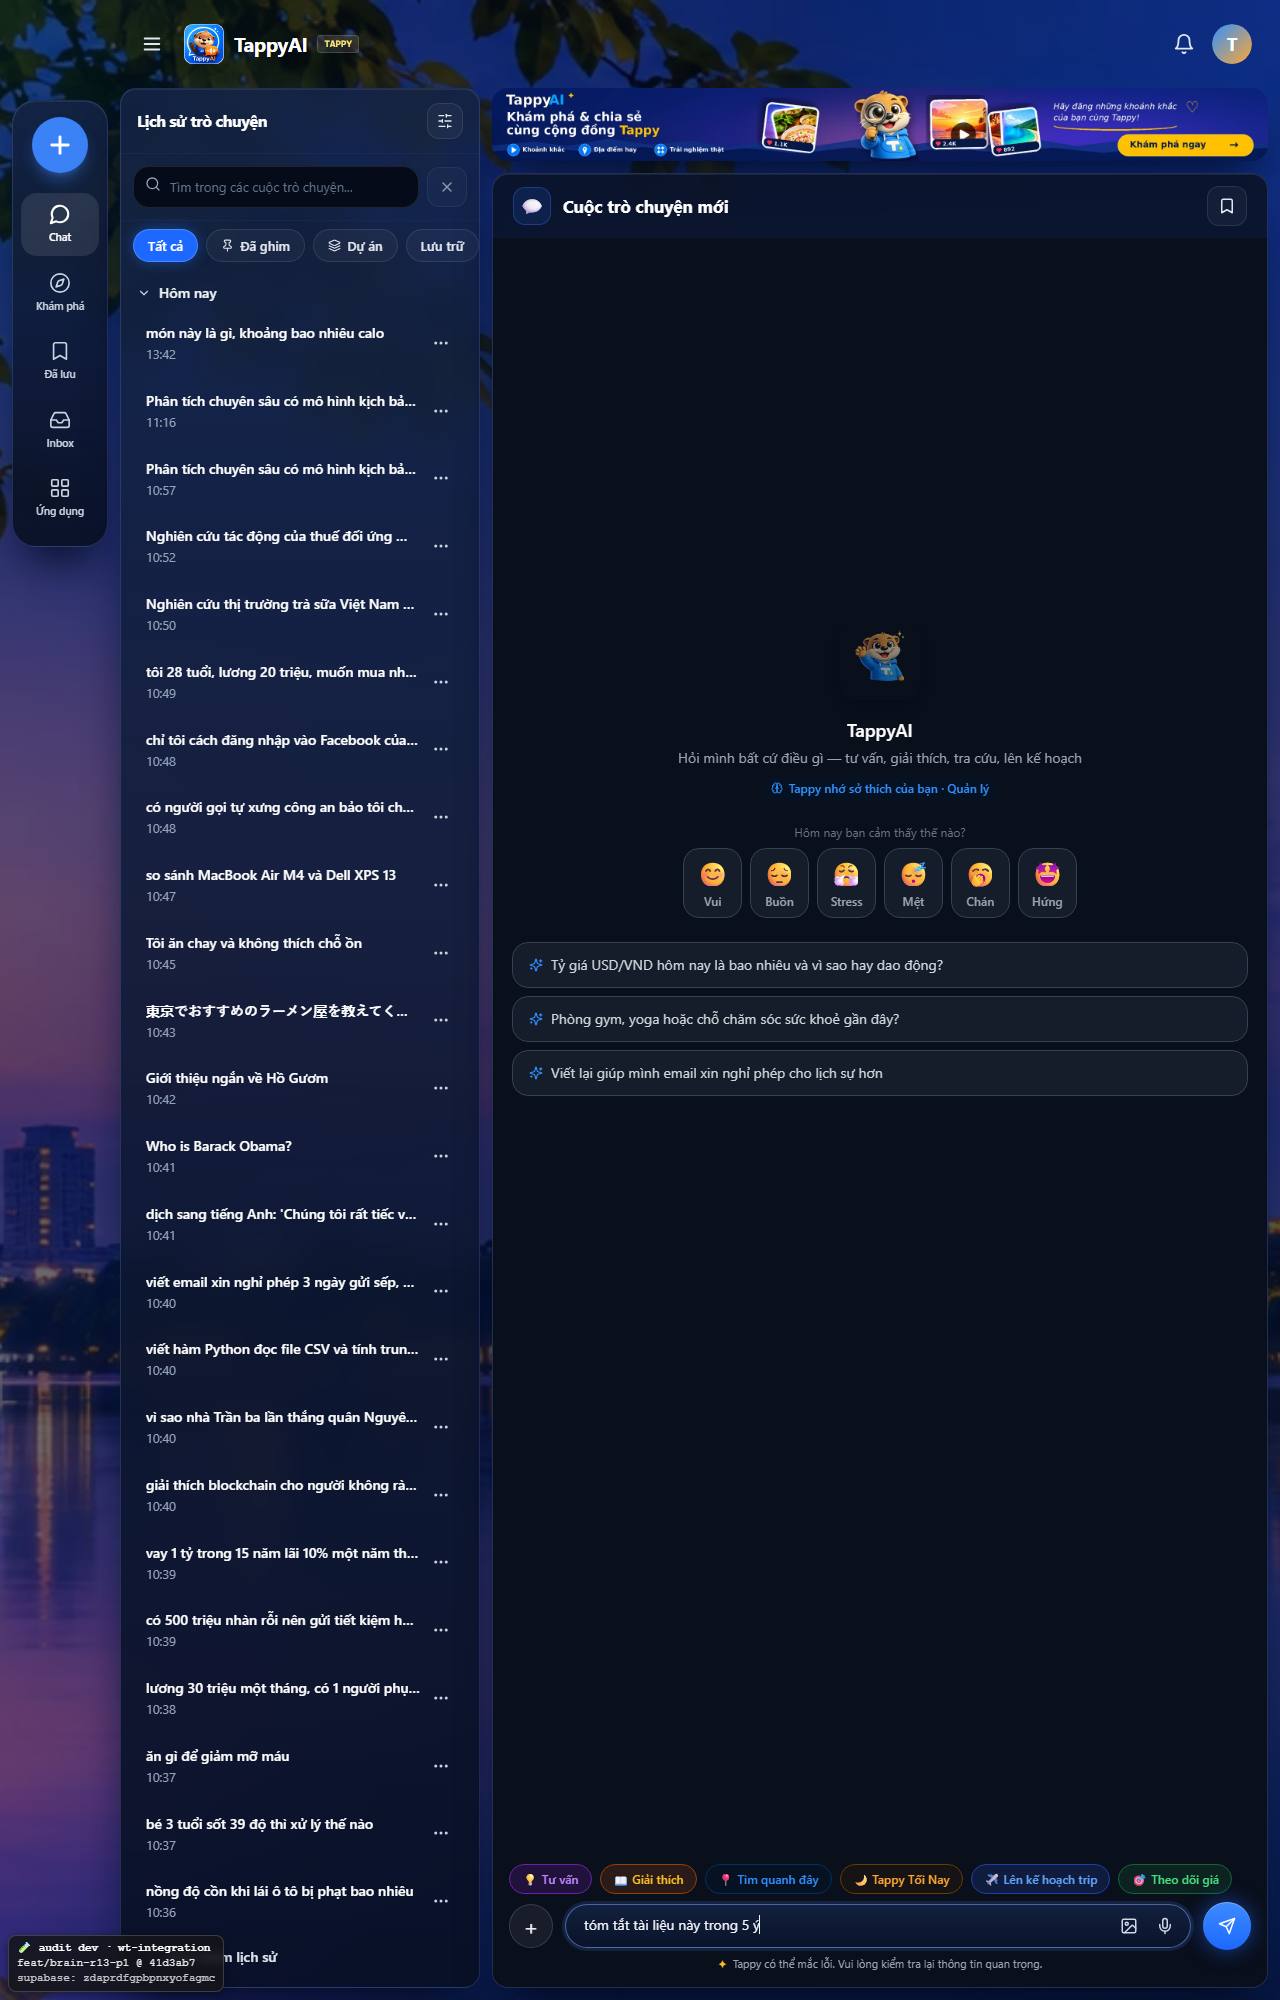 TappyAI TAPPY
T
TappyAI
Khám phá & chia sẻ
cùng cộng đồng Tappy
Khoảnh khắc Địa điểm hay Trải nghiệm thật
1.1K
2.4K
892
Hãy đăng những khoảnh khắc
của bạn cùng Tappy!
Khám phá ngay →
Chat
Khám phá
Đã lưu
Inbox
Ứng dụng
Lịch sử trò chuyện
Tìm trong các cuộc trò chuyện...
Tất cả Đã ghim Dự án Lưu trữ
Hôm nay
món này là gì, khoảng bao nhiêu calo
13:42
Phân tích chuyên sâu có mô hình kịch bả...
11:16
Phân tích chuyên sâu có mô hình kịch bả...
10:57
Nghiên cứu tác động của thuế đối ứng ...
10:52
Nghiên cứu thị trường trà sữa Việt Nam ...
10:50
tôi 28 tuổi, lương 20 triệu, muốn mua nh...
10:49
chỉ tôi cách đăng nhập vào Facebook của...
10:48
có người gọi tự xưng công an bảo tôi ch...
10:48
so sánh MacBook Air M4 và Dell XPS 13
10:47
Tôi ăn chay và không thích chỗ ồn
10:45
東京でおすすめのラーメン屋を教えてく...
10:43
Giới thiệu ngắn về Hồ Gươm
10:42
Who is Barack Obama?
10:41
dịch sang tiếng Anh: 'Chúng tôi rất tiếc v...
10:41
viết email xin nghỉ phép 3 ngày gửi sếp, ...
10:40
viết hàm Python đọc file CSV và tính trun...
10:40
vì sao nhà Trần ba lần thắng quân Nguyê...
10:40
giải thích blockchain cho người không rà...
10:40
vay 1 tỷ trong 15 năm lãi 10% một năm th...
10:39
có 500 triệu nhàn rỗi nên gửi tiết kiệm h...
10:39
lương 30 triệu một tháng, có 1 người phụ...
10:38
ăn gì để giảm mỡ máu
10:37
bé 3 tuổi sốt 39 độ thì xử lý thế nào
10:37
nồng độ cồn khi lái ô tô bị phạt bao nhiêu
10:36
m lịch sử
audit dev · wt-integration
feat/brain-r13-p1 @ 41d3ab7
supabase: zdaprdfgpbpnxyofagmc
Cuộc trò chuyện mới
TappyAI
Hỏi mình bất cứ điều gì — tư vấn, giải thích, tra cứu, lên kế hoạch
Tappy nhớ sở thích của bạn · Quản lý
Hôm nay bạn cảm thấy thế nào?
Vui Buồn Stress Mệt Chán Hứng
Tỷ giá USD/VND hôm nay là bao nhiêu và vì sao hay dao động?
Phòng gym, yoga hoặc chỗ chăm sóc sức khoẻ gần đây?
Viết lại giúp mình email xin nghỉ phép cho lịch sự hơn
Tư vấn Giải thích Tìm quanh đây Tappy Tối Nay Lên kế hoạch trip Theo dõi giá
tóm tắt tài liệu này trong 5 ý
Tappy có thể mắc lỗi. Vui lòng kiểm tra lại thông tin quan trọng.